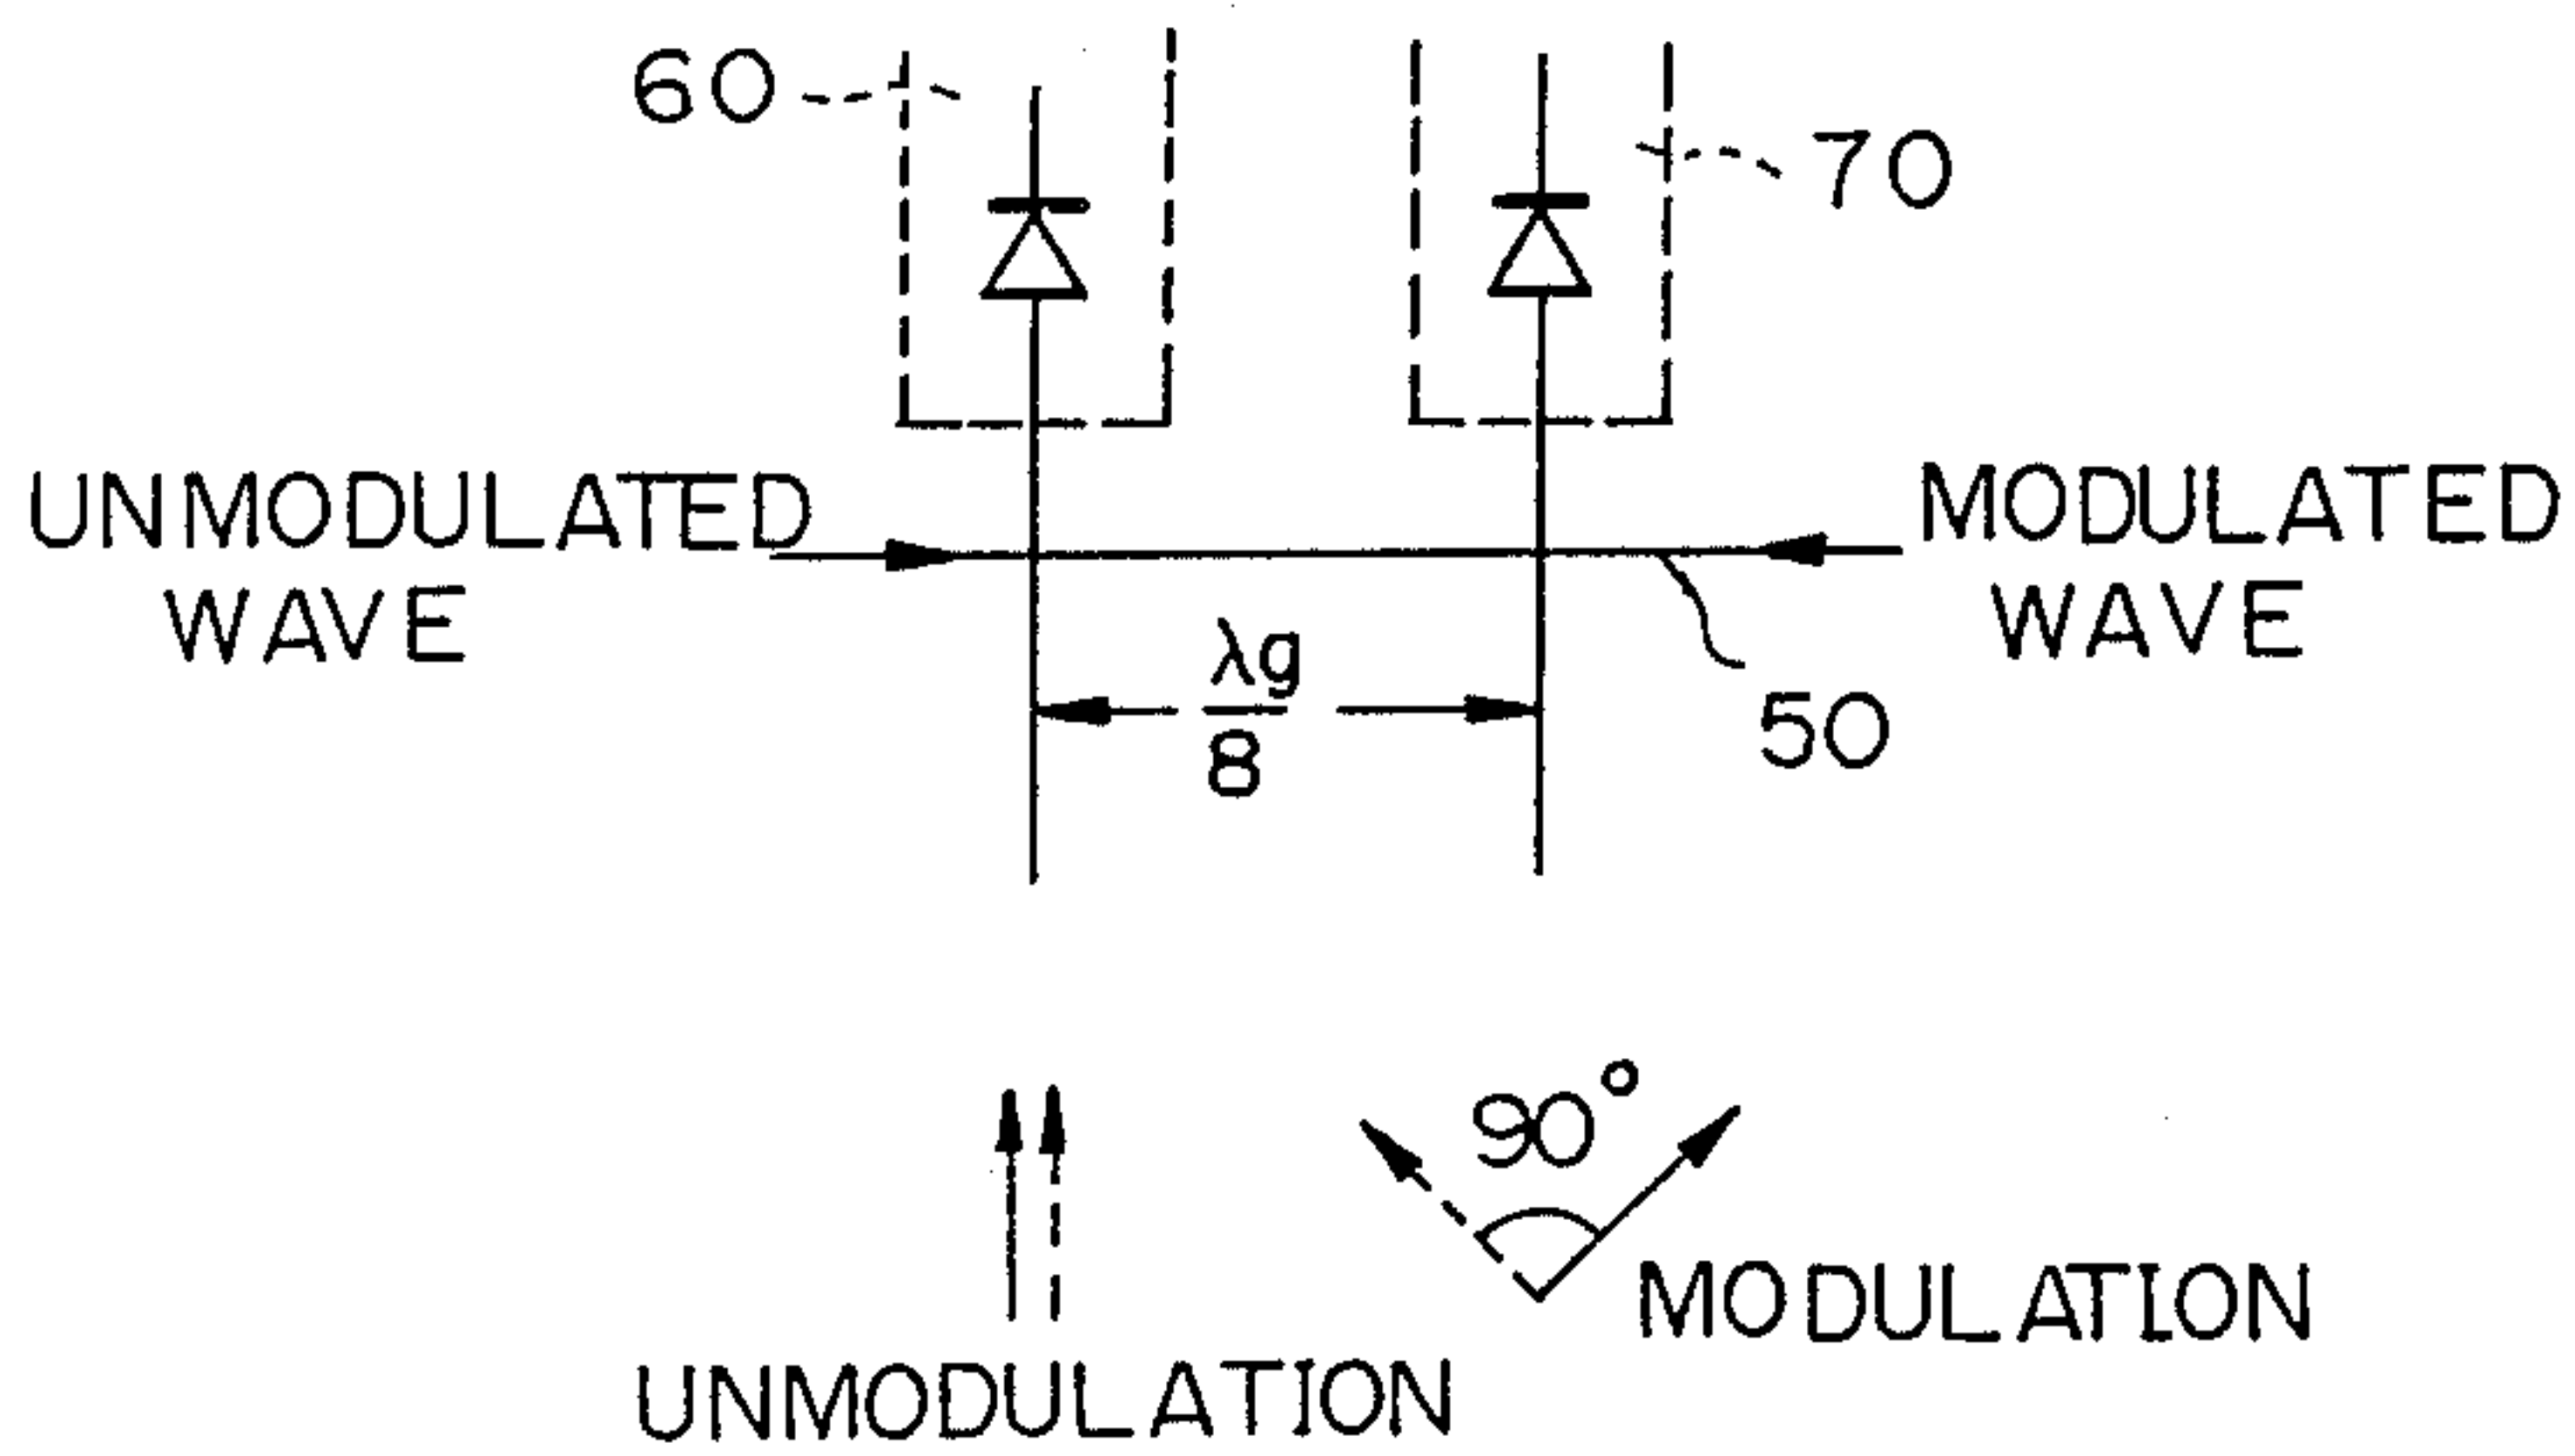 60
70
UNMODULATED
WAVE
MODULATED
WAVE
λg
8
50
90°
MODULATION
UNMODULATION